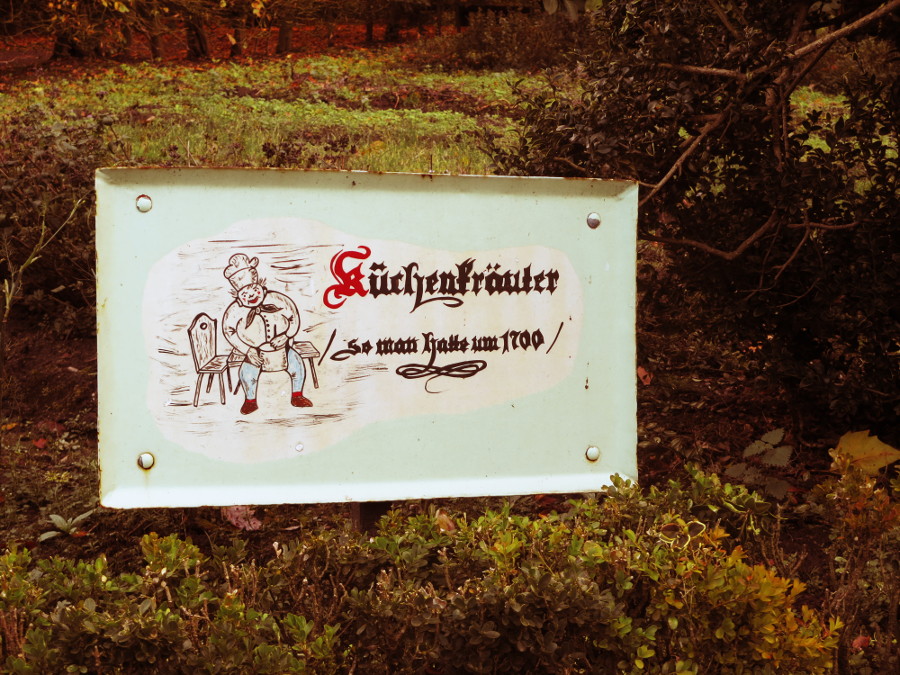 Küchenkräuter
/so man hatte um 1700/